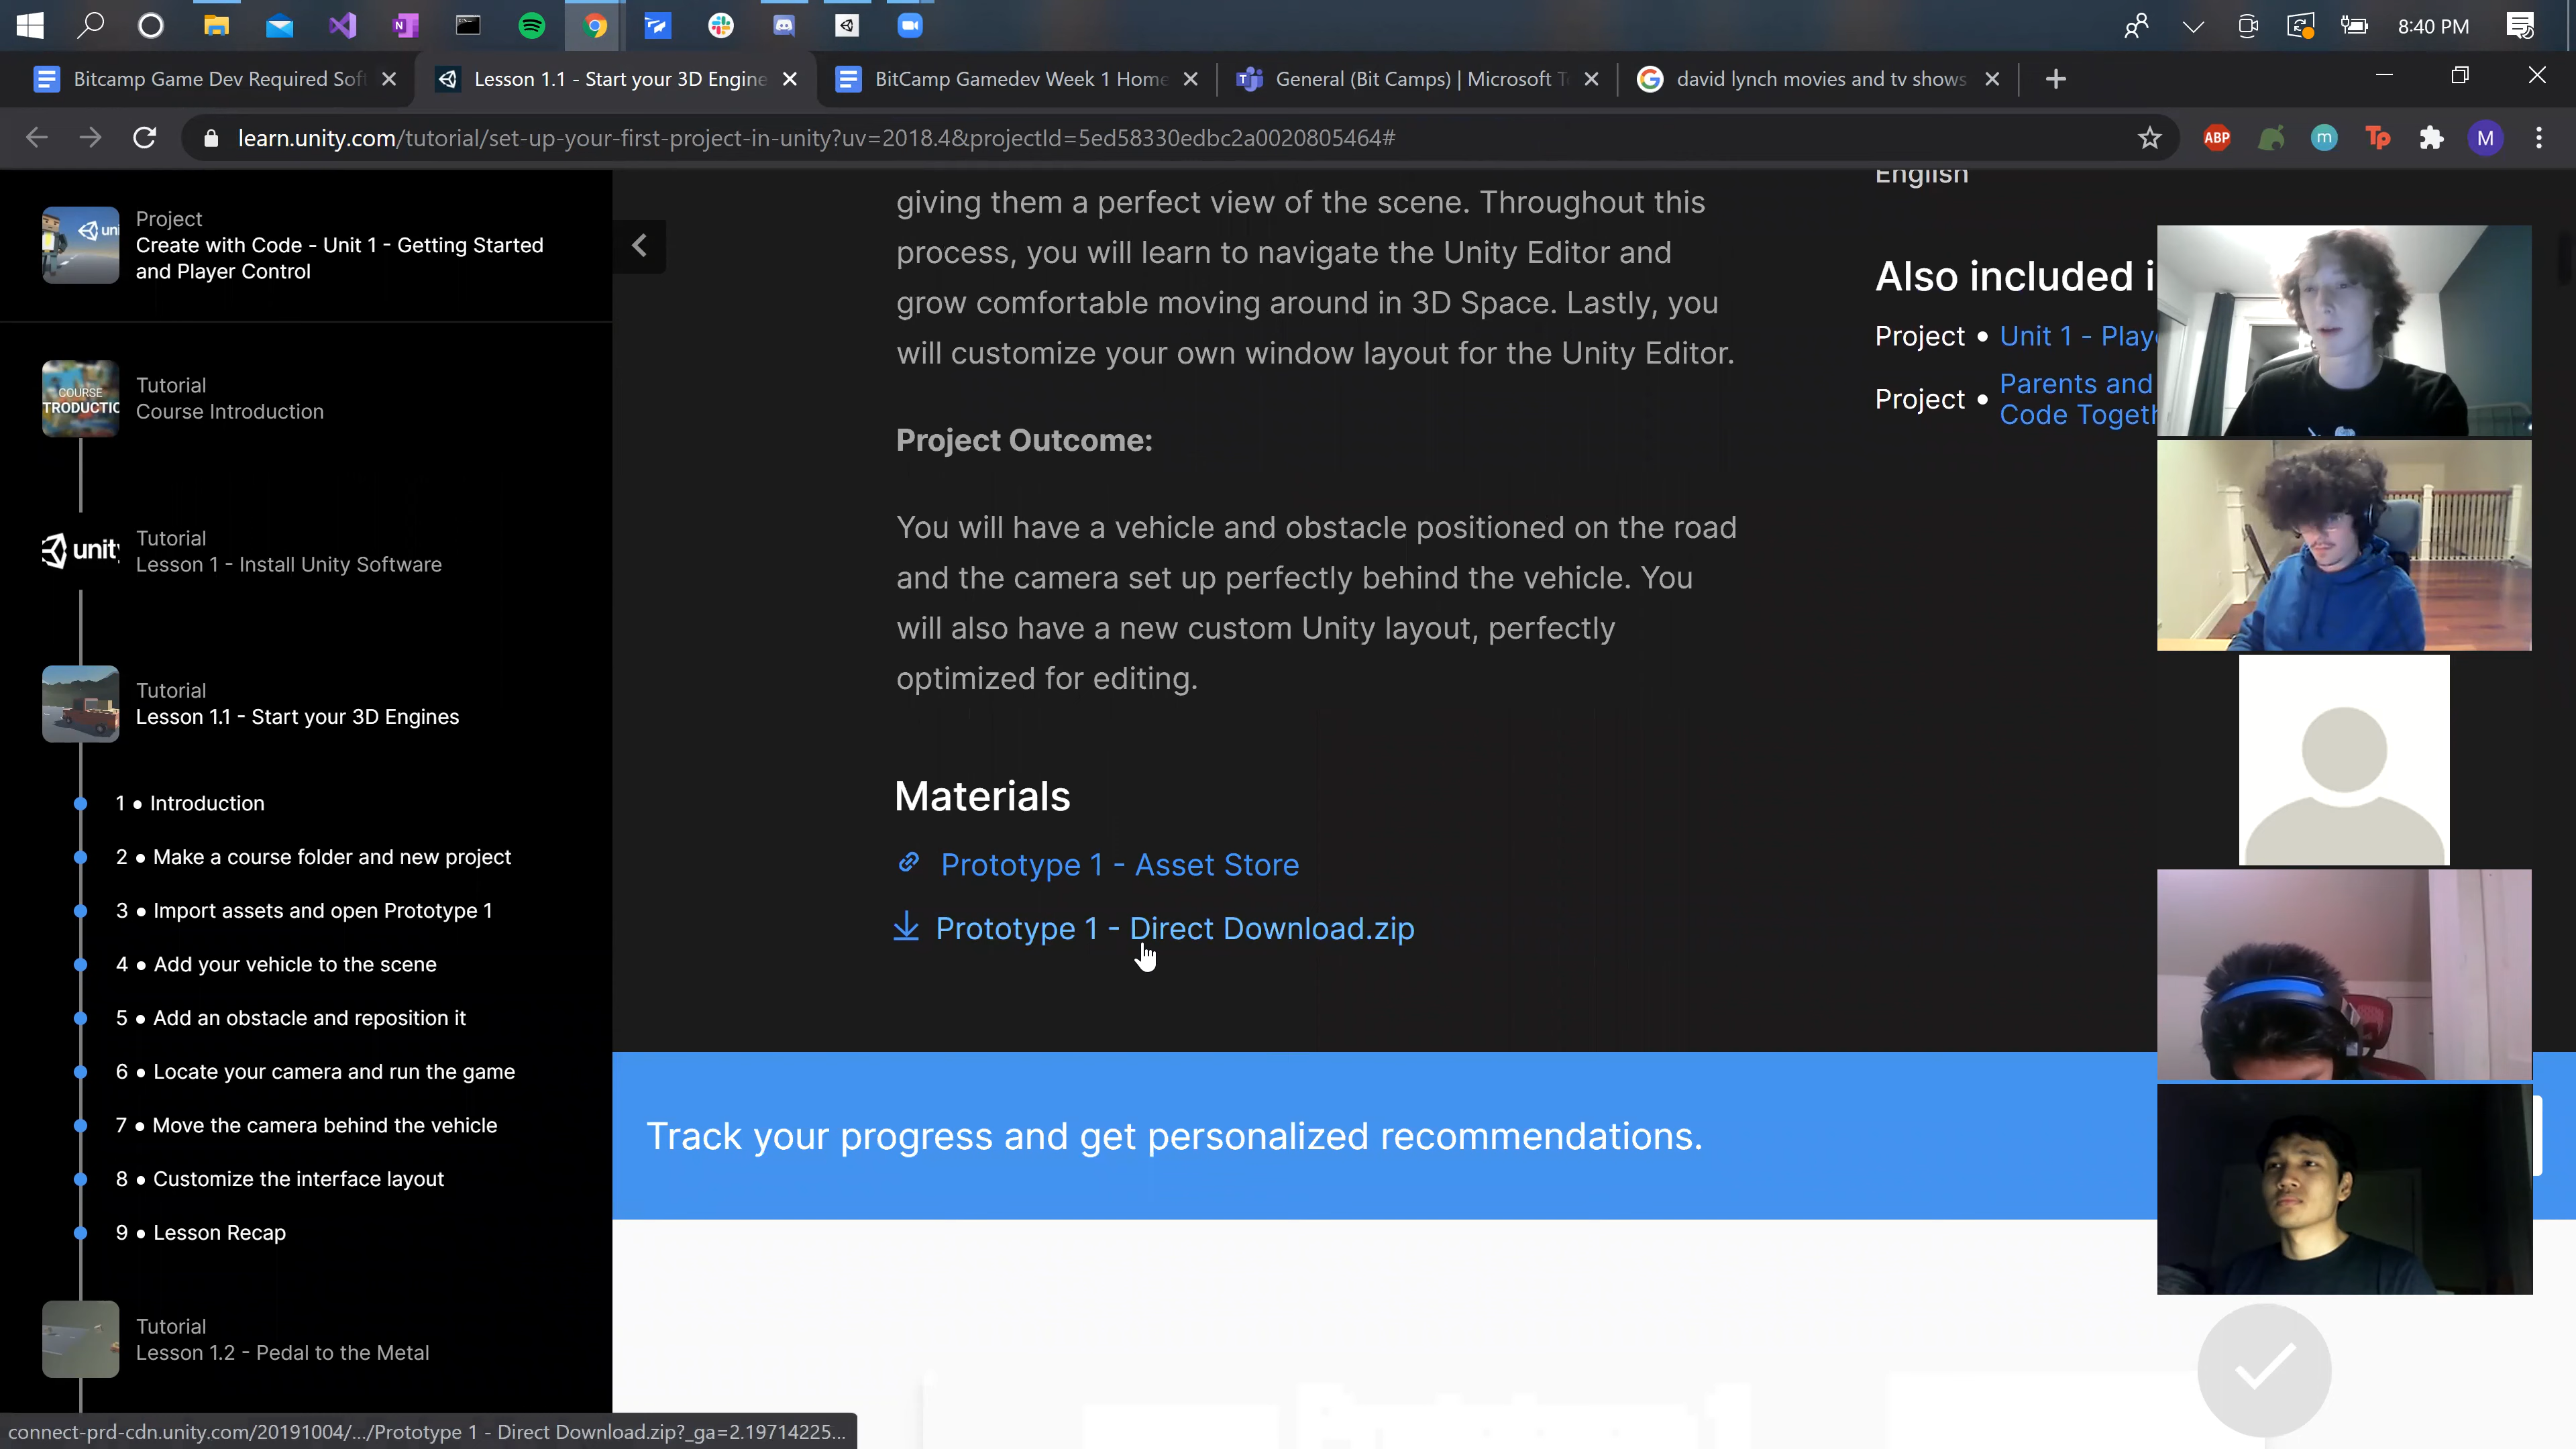 8:40 PM
Bitcamp Game Dev Required Soft
Lesson 1.1 - Start your 3D Engine
BitCamp Gamedev Week 1 Home
General (Bit Camps) | Microsoft T
david lynch movies and tv shows
learn.unity.com/tutorial/set-up-your-first-project-in-unity?uv=2018.4&projectId=5ed58330edbc2a0020805464#
ABP
m
Tp
M
Project
Create with Code - Unit 1 - Getting Started
and Player Control
COURSE
TRODUCTIC
Tutorial
Course Introduction
unity
Tutorial
Lesson 1 - Install Unity Software
Tutorial
Lesson 1.1 - Start your 3D Engines
1 • Introduction
2 • Make a course folder and new project
3 • Import assets and open Prototype 1
4 • Add your vehicle to the scene
5 • Add an obstacle and reposition it
6 • Locate your camera and run the game
7 • Move the camera behind the vehicle
8 • Customize the interface layout
9 • Lesson Recap
Tutorial
Lesson 1.2 - Pedal to the Metal
connect-prd-cdn.unity.com/20191004/.../Prototype 1 - Direct Download.zip?_ga=2.19714225...
giving them a perfect view of the scene. Throughout this
process, you will learn to navigate the Unity Editor and
grow comfortable moving around in 3D Space. Lastly, you
will customize your own window layout for the Unity Editor.
Project Outcome:
You will have a vehicle and obstacle positioned on the road
and the camera set up perfectly behind the vehicle. You
will also have a new custom Unity layout, perfectly
optimized for editing.
Materials
Prototype 1 - Asset Store
Prototype 1 - Direct Download.zip
Track your progress and get personalized recommendations.
English
Also included i
Project • Unit 1 - Playe
Project • Parents and
Code Togeth